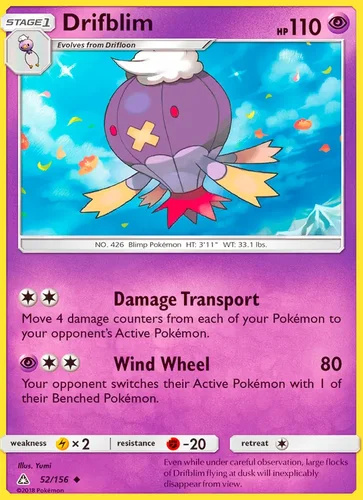 STAGE1 Drifblim HP 110
Evolves from Drifloon
NO. 426 Blimp Pokémon HT: 3'11" WT: 33.1 lbs.
Damage Transport
Move 4 damage counters from each of your Pokémon to
your opponent's Active Pokémon.
Wind Wheel 80
Your opponent switches their Active Pokémon with 1 of
their Benched Pokémon.
weakness ×2 resistance -20 retreat
Illus. Yumi
52/156
©2018 Pokémon
Even while under careful observation, large flocks
of Drifblim flying at dusk will inexplicably
disappear from view.